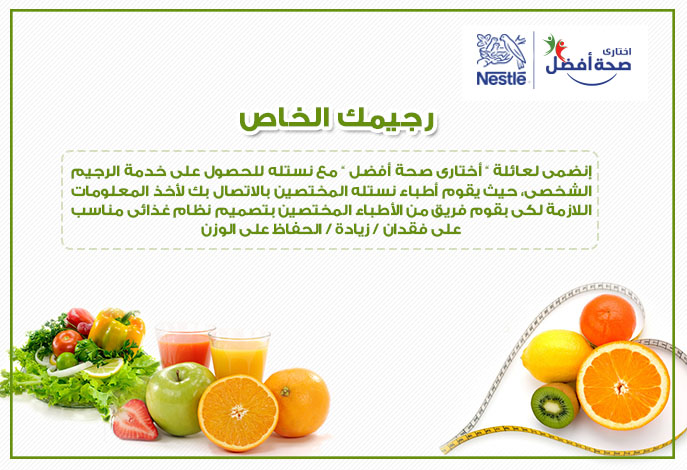 اختارى
صحة أفضل
Nestlé
رجيمك الخاص
إنضمى لعائلة " أختارى صحة أفضل " مع نستله للحصول على خدمة الرجيم
الشخصى، حيث يقوم أطباء نستله المختصين بالاتصال بك لأخذ المعلومات
اللازمة لكى بقوم فريق من الأطباء المختصين بتصميم نظام غذائى مناسب
على فقدان / زيادة / الحفاظ على الوزن